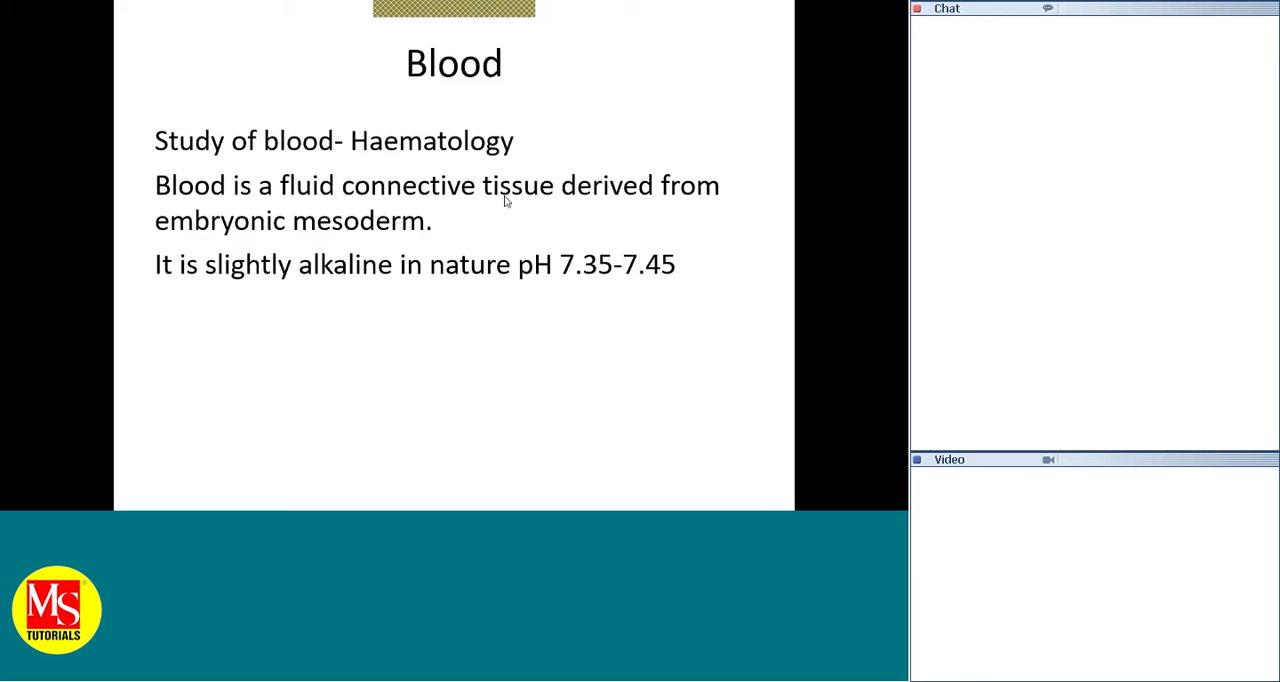 Blood
Study of blood- Haematology
Blood is a fluid connective tissue derived from
embryonic mesoderm.
It is slightly alkaline in nature pH 7.35-7.45
Chat
Video
MS
TUTORIALS